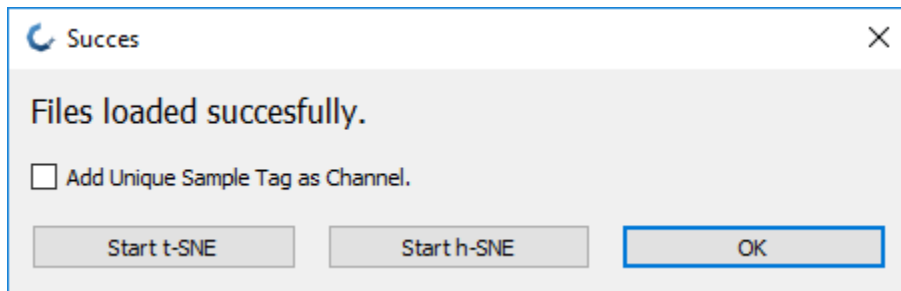 Succes
Files loaded succesfully.
Add Unique Sample Tag as Channel.
Start t-SNE Start h-SNE OK